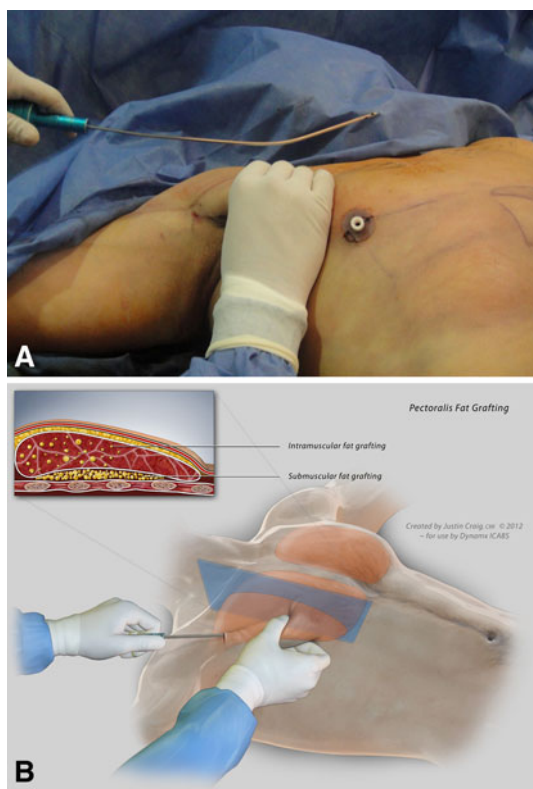 A
Pectoralis Fat Grafting
Intramuscular fat grafting
Submuscular fat grafting
Created by Justin Craig, CMI © 2012
~ for use by Dynamx ICABS
B